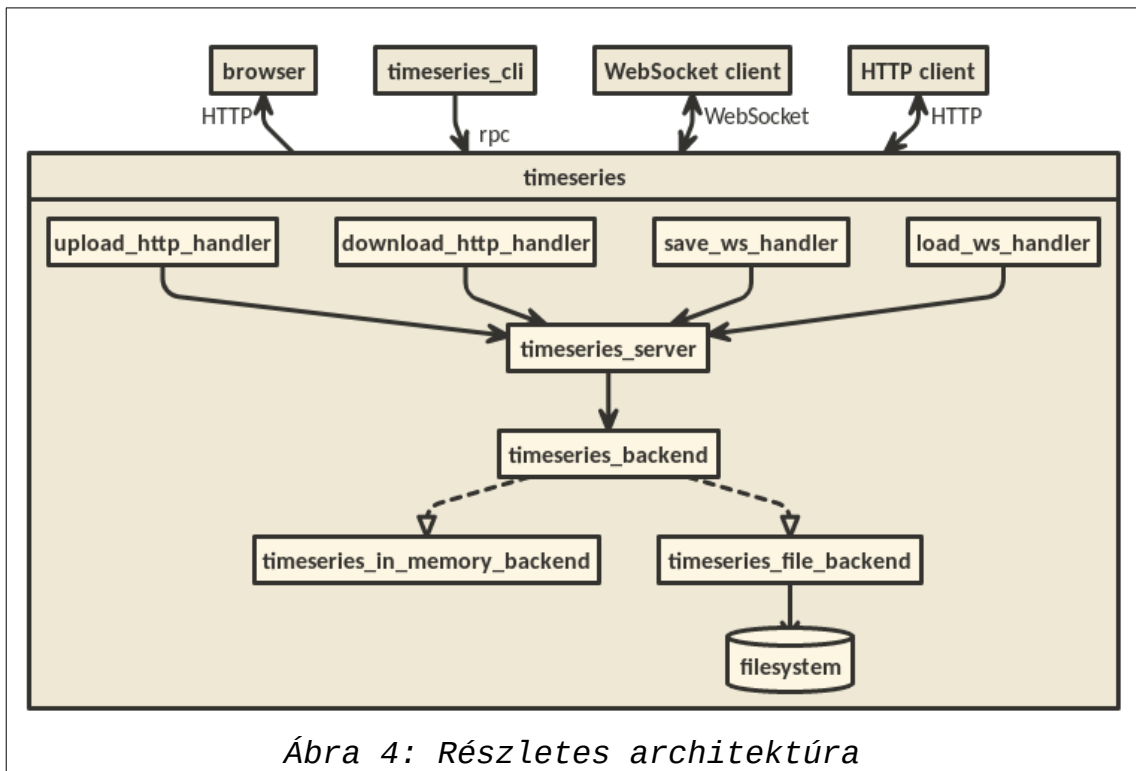 browser
timeseries_cli
WebSocket client
HTTP client
HTTP
rpc
WebSocket
HTTP
timeseries
upload_http_handler
download_http_handler
save_ws_handler
load_ws_handler
timeseries_server
timeseries_backend
timeseries_in_memory_backend
timeseries_file_backend
filesystem
Ábra 4: Részletes architektúra